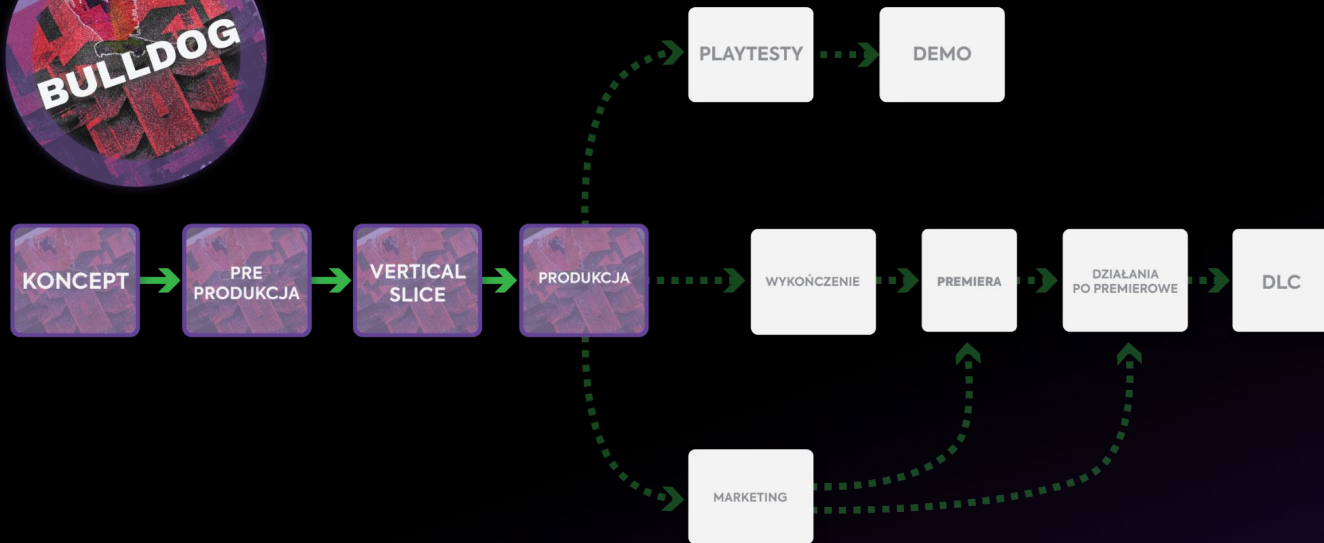 BULLDOG
PLAYTESTY
DEMO
KONCEPT
PRE
PRODUKCJA
VERTICAL
SLICE
PRODUKCJA
WYKOŃCZENIE
PREMIERA
DZIAŁANIA
PO PREMIEROWE
DLC
MARKETING